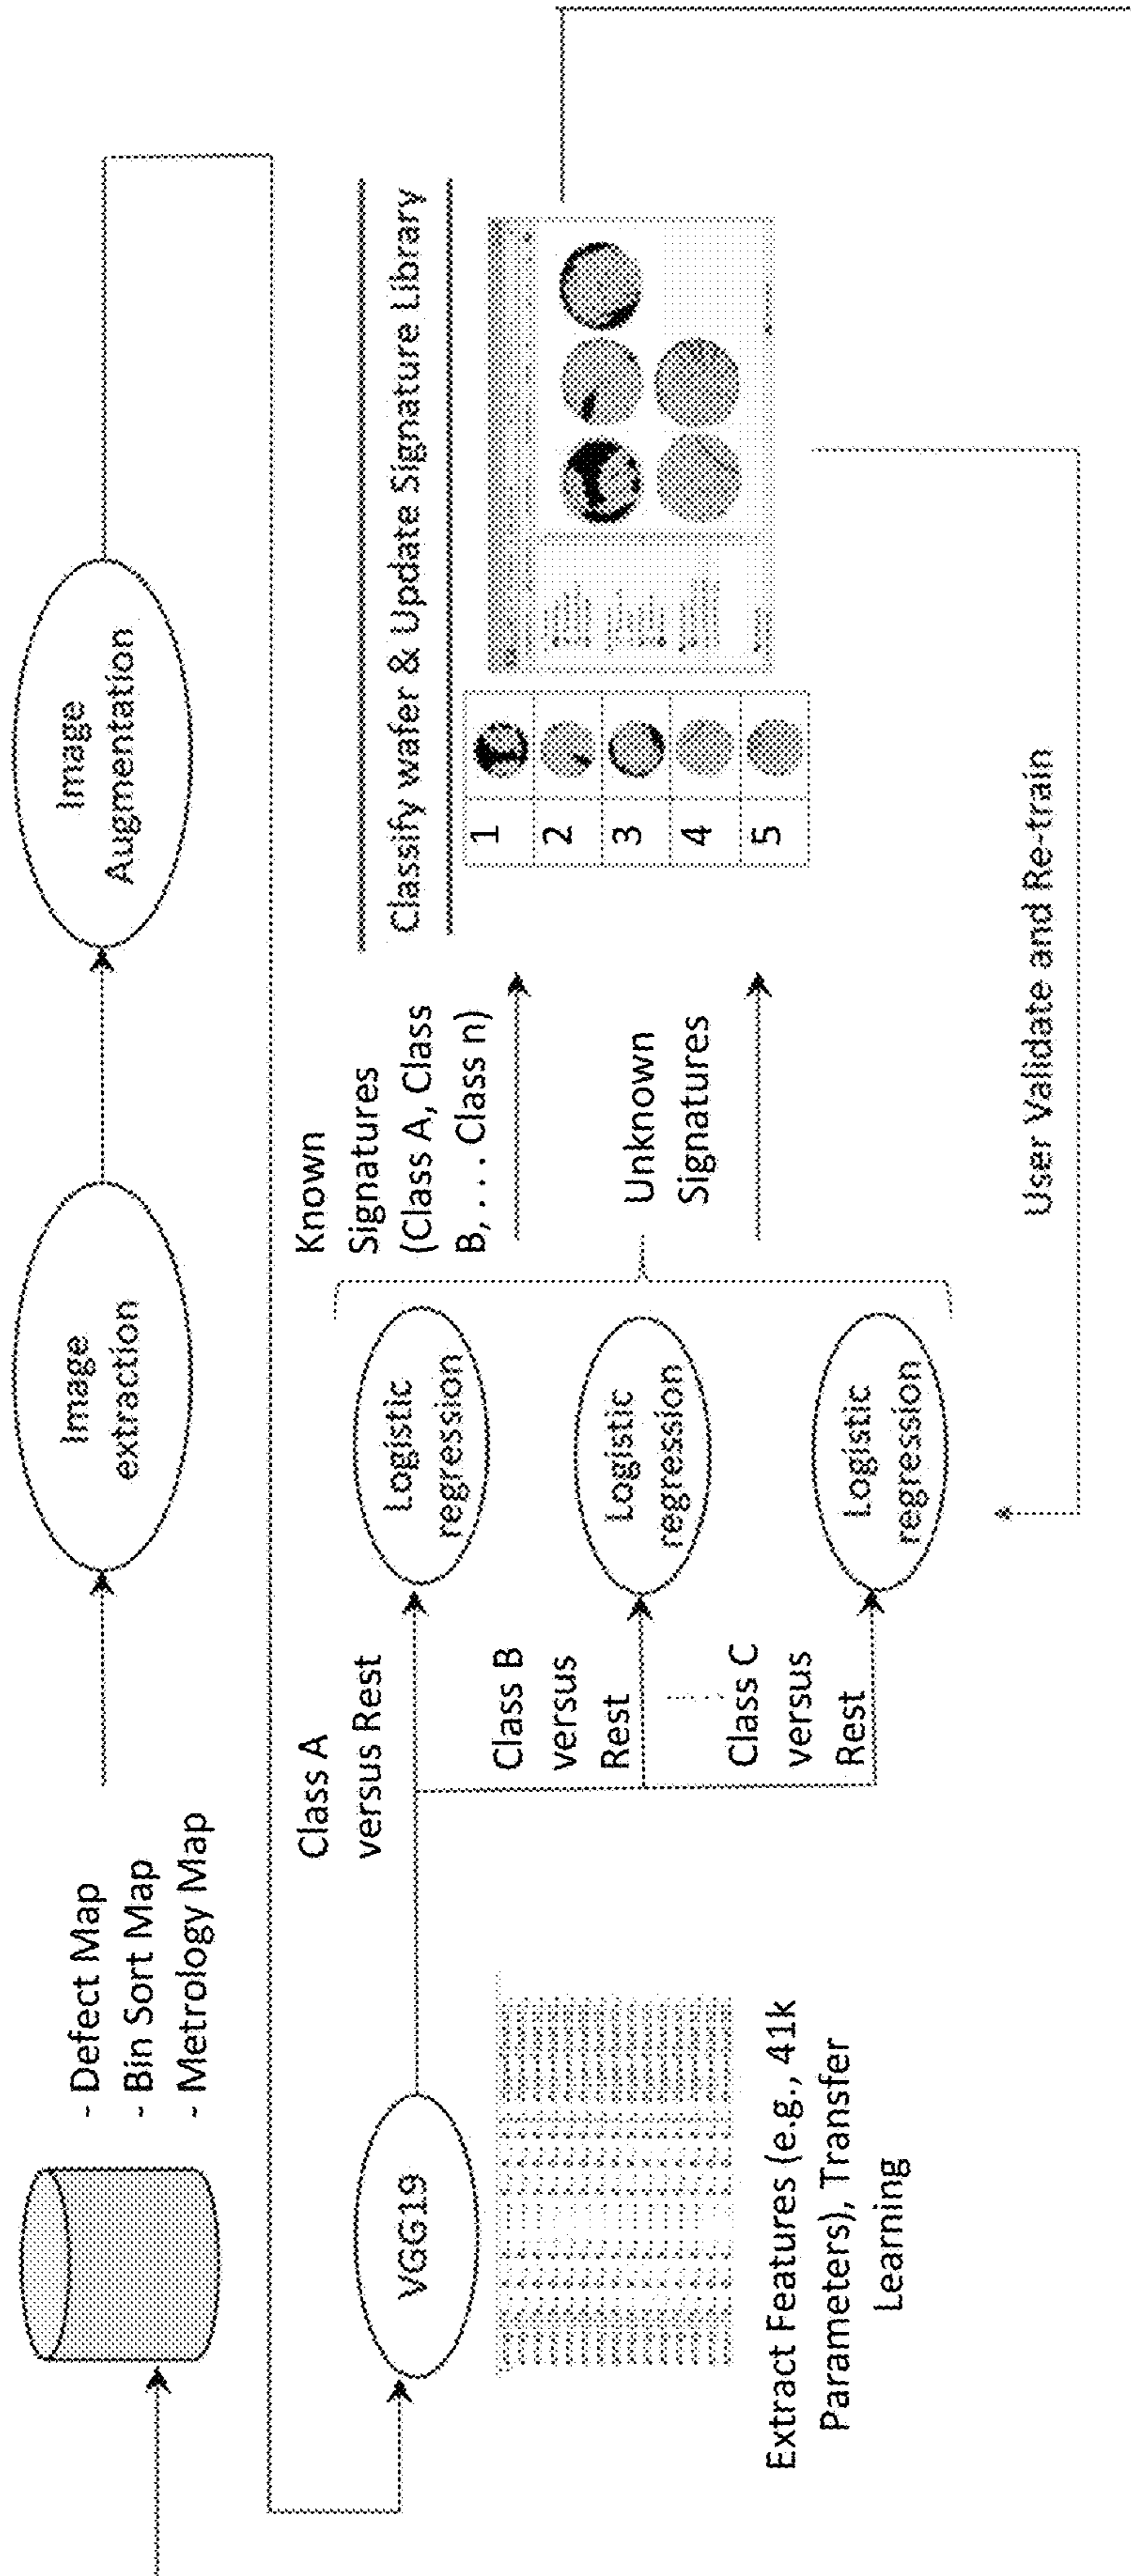 - Defect Map
- Bin Sort Map
- Metrology Map
Image
extraction
Image
Augmentation
VGG19
Extract Features (e.g., 41k
Parameters), Transfer
Learning
Class A
versus Rest
Class B
versus
Rest
Class C
versus
Rest
Logistic
regression
Logistic
regression
Logistic
regression
Known
Signatures
(Class A, Class
B, . . . Class n)
Unknown
Signatures
Classify wafer & Update Signature Library
1
2
3
4
5
User Validate and Re-train